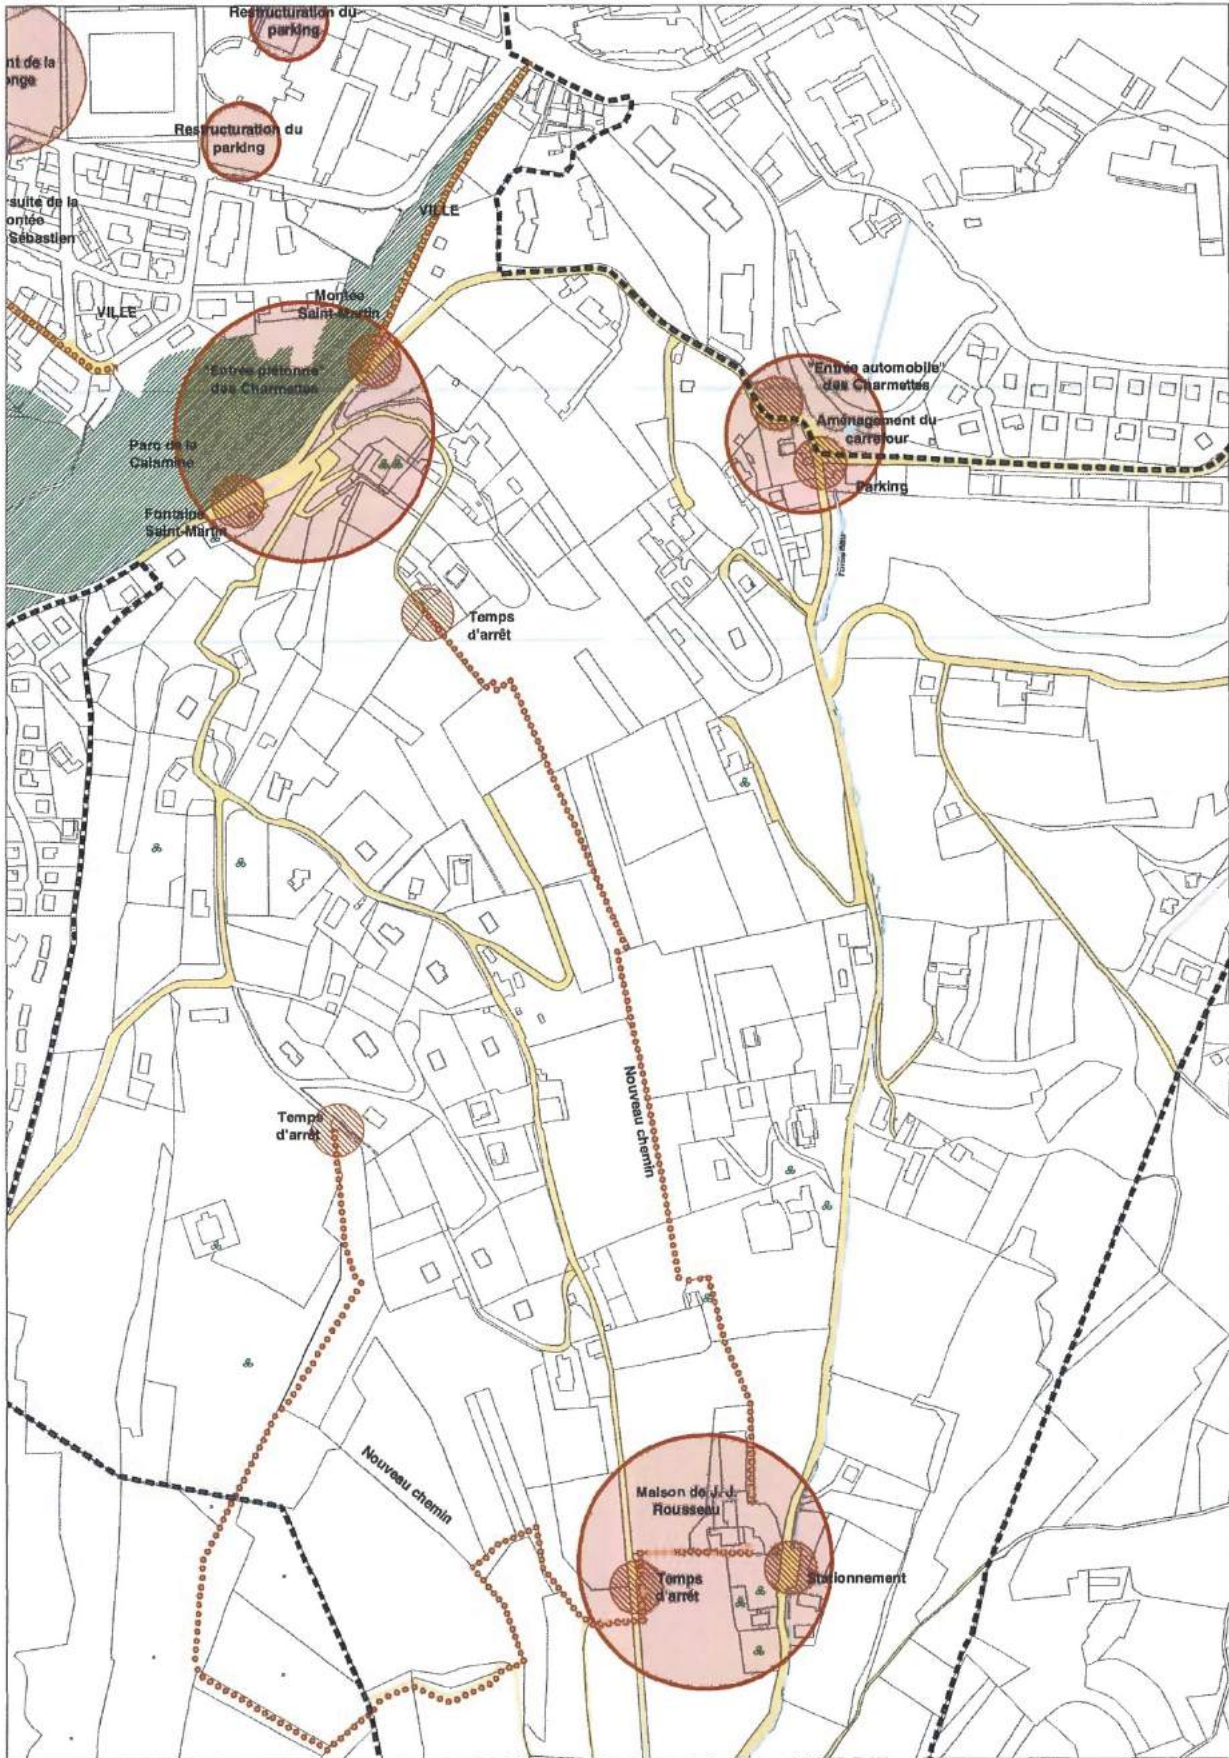 Restructuration du
parking
nt de la
onge
Restructuration du
parking
suite de la
ontée
Sébastien
VILLE
VILLE
Montée
Saint-Martin
"Entrée piétonne"
des Charmettes
"Entrée automobile"
des Charmettes
Aménagement du
carrefour
Parc de la
Calamine
Parking
Fontaine
Saint-Martin
Temps
d'arrêt
Nouveau chemin
Temps
d'arrêt
Nouveau chemin
Maison de J.-J.
Rousseau
Temps
d'arrêt
Stationnement